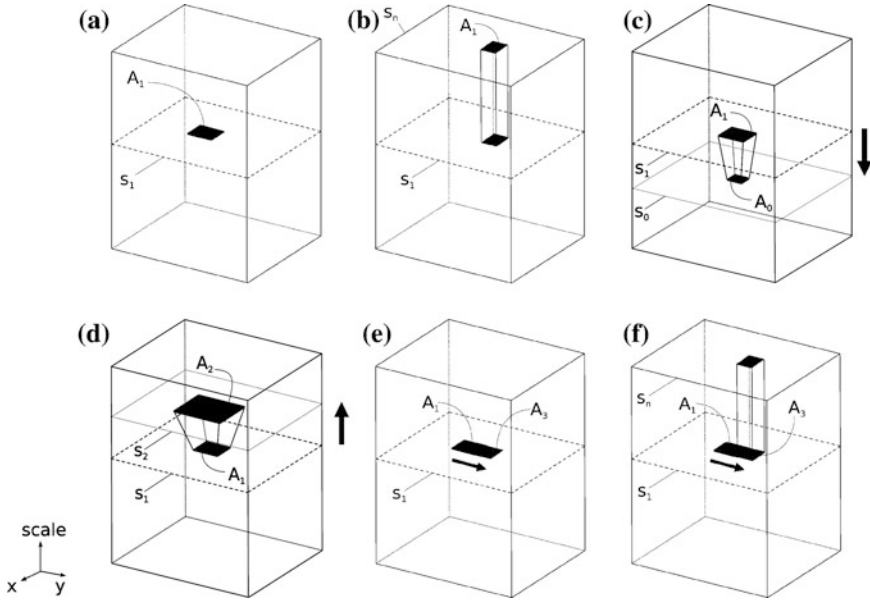 (a)
A₁
S₁
(b)
Sₙ
A₁
S₁
(c)
A₁
S₁
S₀
A₀
(d)
A₂
S₂
A₁
S₁
(e)
A₁
A₃
S₁
(f)
Sₙ
A₁
A₃
S₁
scale
x
y